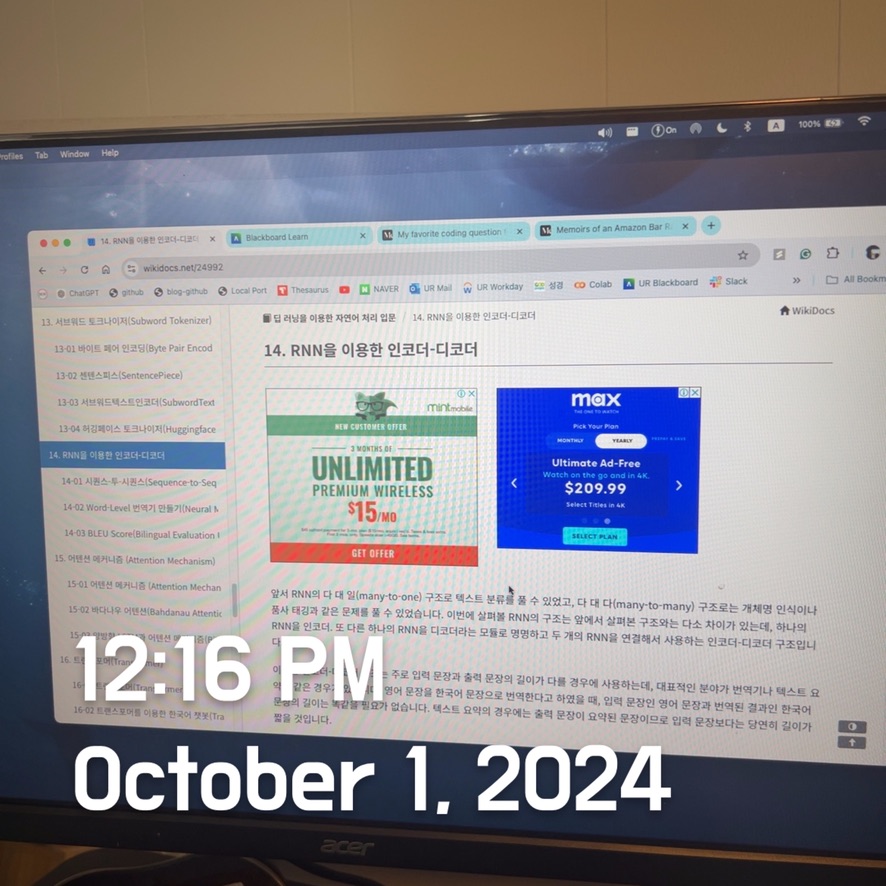 Profiles Tab Window Help
On
A
100%
14. RNN을 이용한 인코더-디코더
Blackboard Learn
My favorite coding question
Memoirs of an Amazon Bar R
wikidocs.net/24992
ChatGPT
github
blog-github
Local Port
Thesaurus
NAVER
UR Mail
UR Workday
성경
Colab
UR Blackboard
Slack
All Bookm
13. 서브워드 토크나이저(Subword Tokenizer)
13-01 바이트 페어 인코딩(Byte Pair Encod
13-02 센텐스피스(SentencePiece)
13-03 서브워드텍스트인코더(SubwordText
13-04 허깅페이스 토크나이저(Huggingface
14. RNN을 이용한 인코더-디코더
14-01 시퀀스-투-시퀀스(Sequence-to-Seq
14-02 Word-Level 번역기 만들기(Neural M
14-03 BLEU Score(Bilingual Evaluation
15. 어텐션 메커니즘 (Attention Mechanism)
15-01 어텐션 메커니즘 (Attention Mechan
15-02 바다나우 어텐션(Bahdanau Attentic
16-02 트랜스포머를 이용한 한국어 챗봇(Tra
딥 러닝을 이용한 자연어 처리 입문 / 14. RNN을 이용한 인코더-디코더
WikiDocs
14. RNN을 이용한 인코더-디코더
mint mobile
NEW CUSTOMER OFFER
3 MONTHS OF
UNLIMITED
PREMIUM WIRELESS
$15/MO
GET OFFER
max
THE ONE TO WATCH
Pick Your Plan
MONTHLY
YEARLY
Ultimate Ad-Free
Watch on the go and in 4K.
$209.99
Select Titles in 4K
SELECT PLAN
앞서 RNN의 다 대 일(many-to-one) 구조로 텍스트 분류를 풀 수 있었고, 다 대 다(many-to-many) 구조로는 개체명 인식이나
품사 태깅과 같은 문제를 풀 수 있었습니다. 이번에 살펴볼 RNN의 구조는 앞에서 살펴본 구조와는 다소 차이가 있는데, 하나의
RNN을 인코더. 또 다른 하나의 RNN을 디코더라는 모듈로 명명하고 두 개의 RNN을 연결해서 사용하는 인코더-디코더 구조입니
다
주로 입력 문장과 출력 문장의 길이가 다를 경우에 사용하는데, 대표적인 분야가 번역기나 텍스트 요
약 같은 경우가 영어 문장을 한국어 문장으로 번역한다고 하였을 때, 입력 문장인 영어 문장과 번역된 결과인 한국어
문장의 길이는 똑같을 필요가 없습니다. 텍스트 요약의 경우에는 출력 문장이 요약된 문장이므로 입력 문장보다는 당연히 길이가
짧을 것입니다.
12:16 PM
October 1, 2024
acer